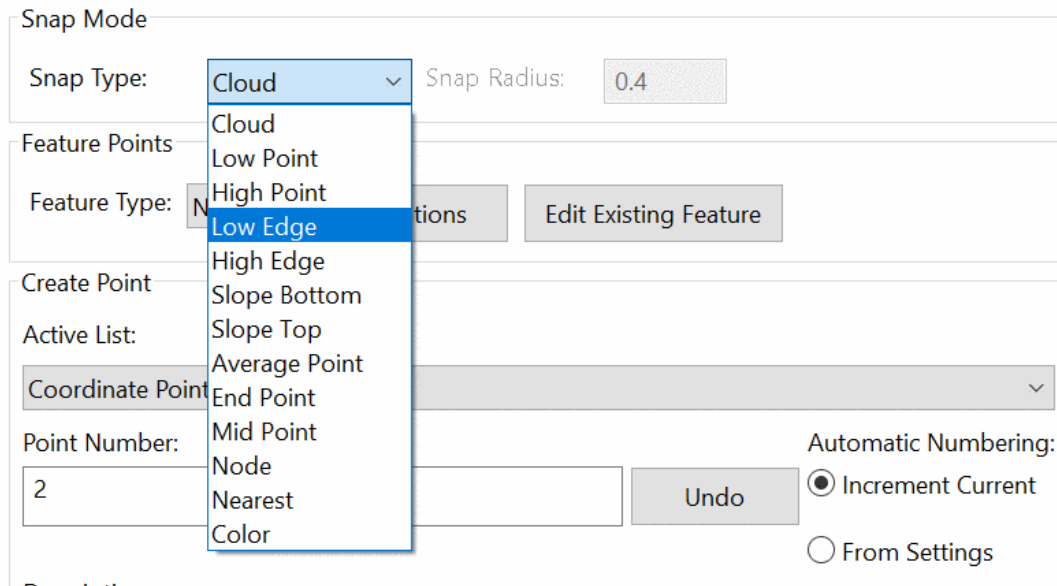 Snap Mode
Snap Type: Cloud Snap Radius: 0.4
Cloud
Low Point
High Point
Low Edge
High Edge
Slope Bottom
Slope Top
Average Point
End Point
Mid Point
Node
Nearest
Color
Feature Points
Feature Type: N tions Edit Existing Feature
Create Point
Active List:
Coordinate Point
Point Number: Automatic Numbering:
2 Undo Increment Current
From Settings